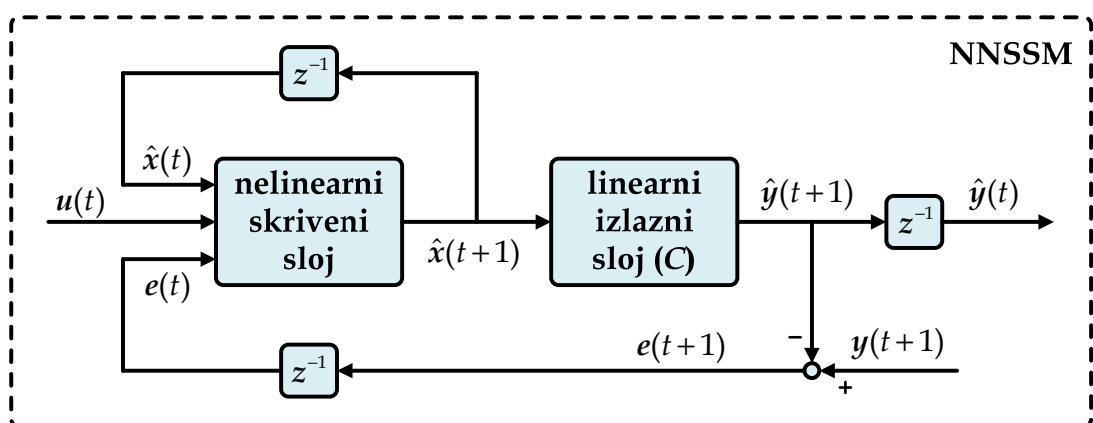 NNSSM
z⁻¹
x̂(t)
u(t)
e(t)
nelinearni
skriveni
sloj
x̂(t+1)
linearni
izlazni
sloj (C)
ŷ(t+1)
z⁻¹
ŷ(t)
z⁻¹
e(t+1)
−
y(t+1)
+